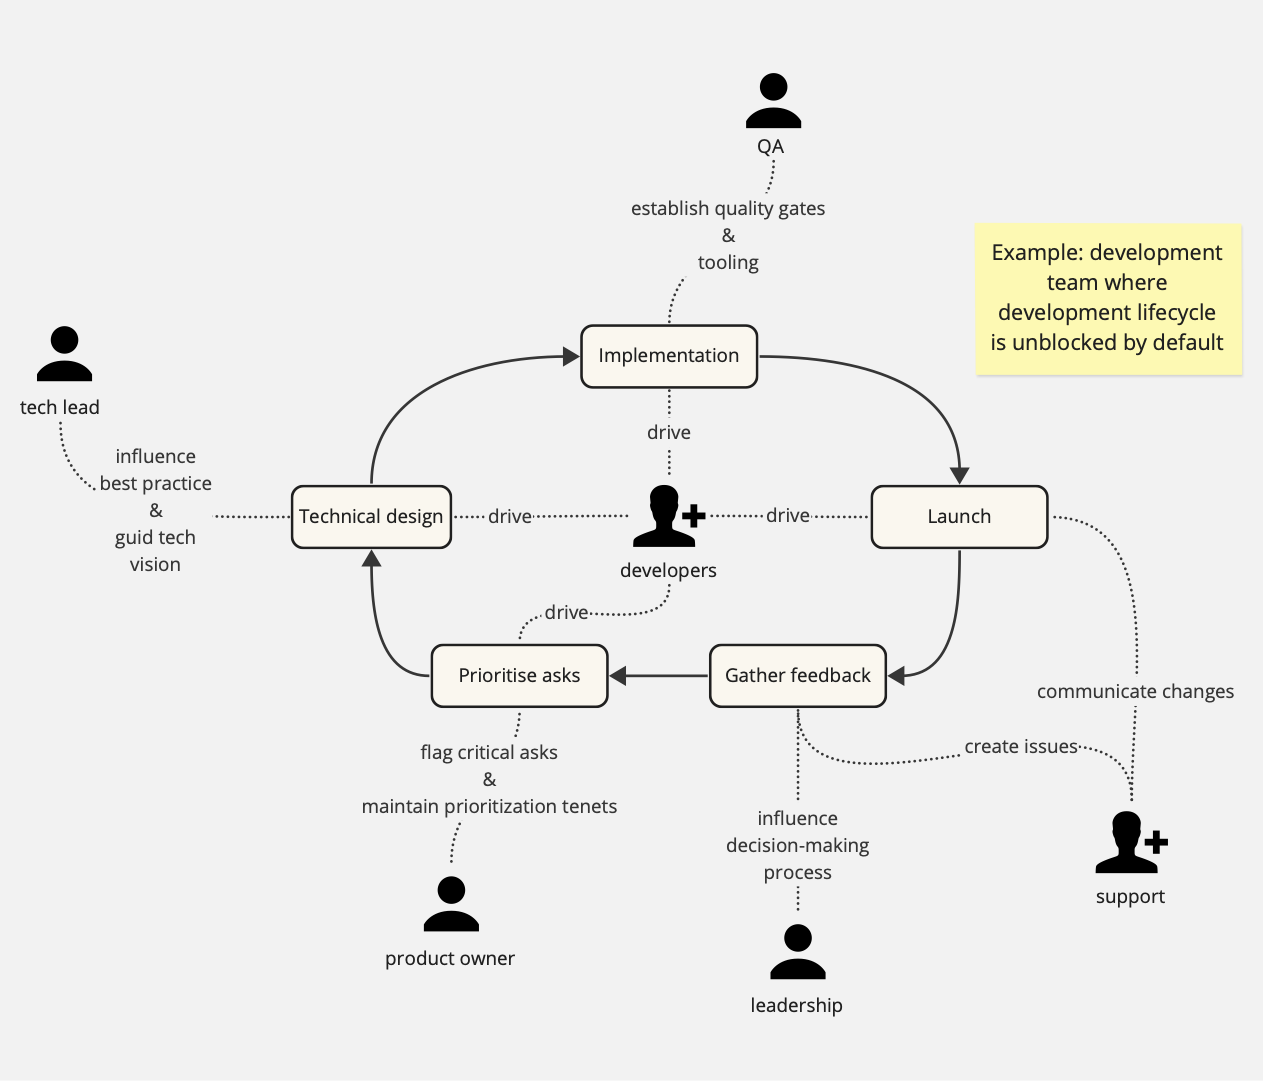 QA
establish quality gates
&
tooling
Example: development
team where
development lifecycle
is unblocked by default
Implementation
tech lead
drive
influence
best practice
&
guid tech
vision
Technical design
drive
drive
Launch
developers
drive
Prioritise asks
Gather feedback
communicate changes
create issues
flag critical asks
&
maintain prioritization tenets
influence
decision-making
process
support
product owner
leadership